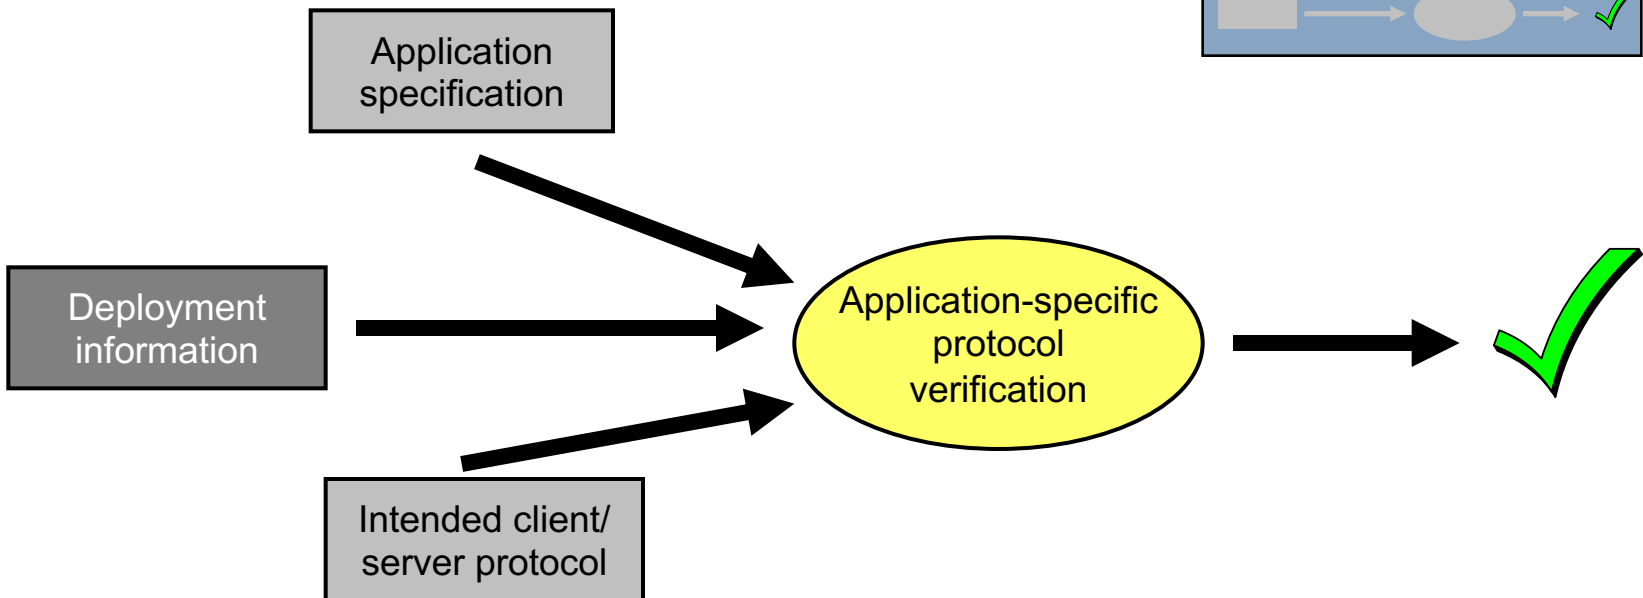 Application
specification
Deployment
information
Application-specific
protocol
verification
Intended client/
server protocol